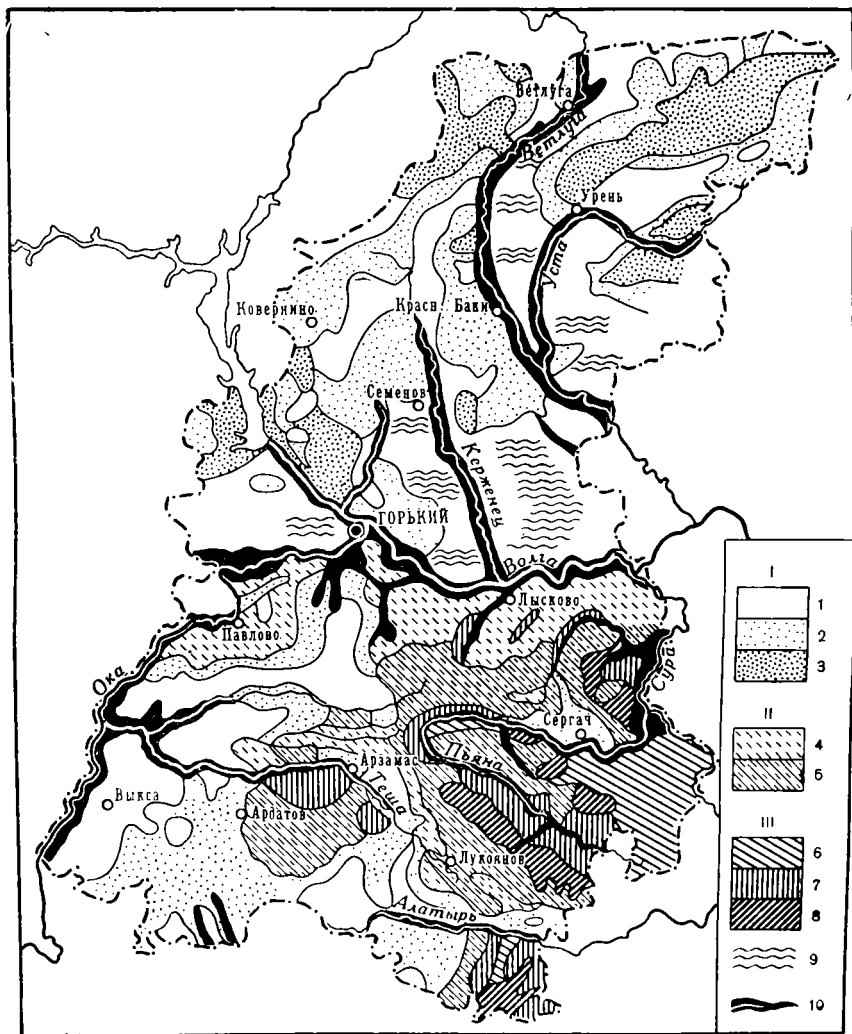 Ветлуга
Ветлуга
Урень
Уста
Ковернино
Красн. Баки
Семенов
Керженец
ГОРЬКИЙ
Волга
Лысково
Павлово
Ока
Сура
Сергач
Пьяна
Арзамас
Теша
Выкса
Ардатов
Лукоянов
Алатырь
I
1
2
3
II
4
5
III
6
7
8
9
10